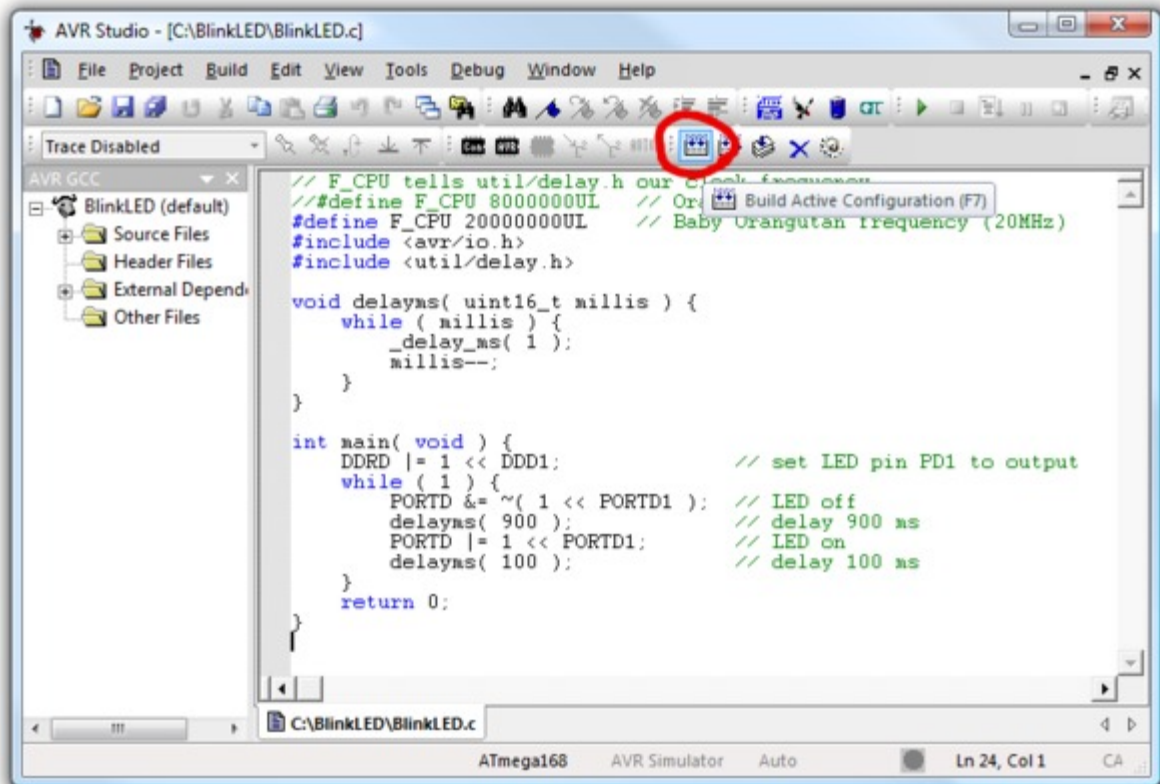 AVR Studio - [C:\BlinkLED\BlinkLED.c]
File Project Build Edit View Tools Debug Window Help
Trace Disabled
AVR GCC
BlinkLED (default)
Source Files
Header Files
External Depend
Other Files
// F_CPU tells util/delay.h our clock frequency
//#define F_CPU 8000000UL // Ora
Build Active Configuration (F7)
#define F_CPU 20000000UL // Baby Orangutan frequency (20MHz)
#include <avr/io.h>
#include <util/delay.h>
void delayms( uint16_t millis ) {
while ( millis ) {
_delay_ms( 1 );
millis--;
}
}
int main( void ) {
DDRD |= 1 << DDD1; // set LED pin PD1 to output
while ( 1 ) {
PORTD &= ~( 1 << PORTD1 ); // LED off
delayms( 900 ); // delay 900 ms
PORTD |= 1 << PORTD1; // LED on
delayms( 100 ); // delay 100 ms
}
return 0;
}
C:\BlinkLED\BlinkLED.c
ATmega168 AVR Simulator Auto Ln 24, Col 1 CA